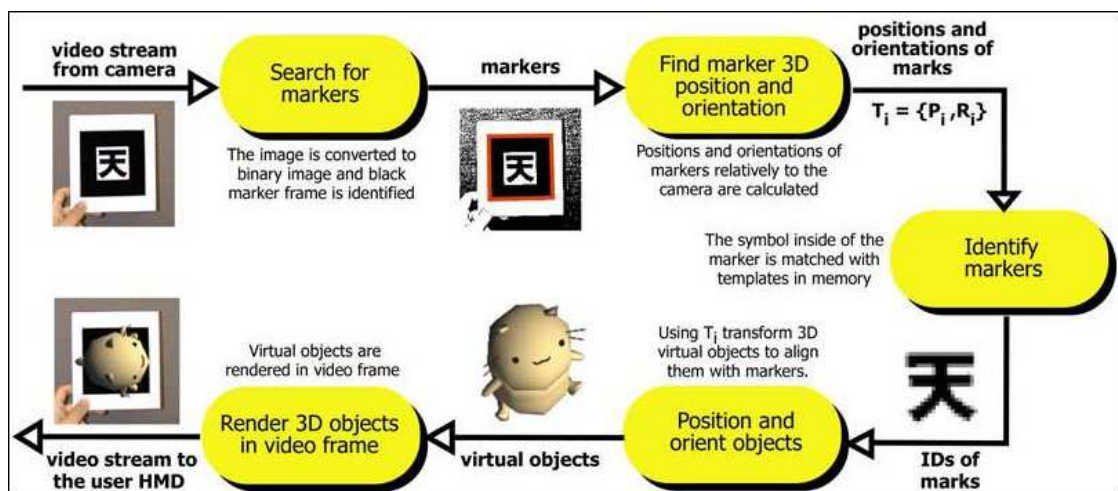 video stream
from camera
Search for
markers
markers
Find marker 3D
position and
orientation
positions and
orientations of
marks
T i = {P i ,R i}
天
The image is converted to
binary image and black
marker frame is identified
天
Positions and orientations of
markers relatively to the
camera are calculated
The symbol inside of the
marker is matched with
templates in memory
Identify
markers
Virtual objects are
rendered in video frame
Using T i transform 3D
virtual objects to align
them with markers.
天
Render 3D objects
in video frame
Position and
orient objects
video stream to
the user HMD
virtual objects
IDs of
marks